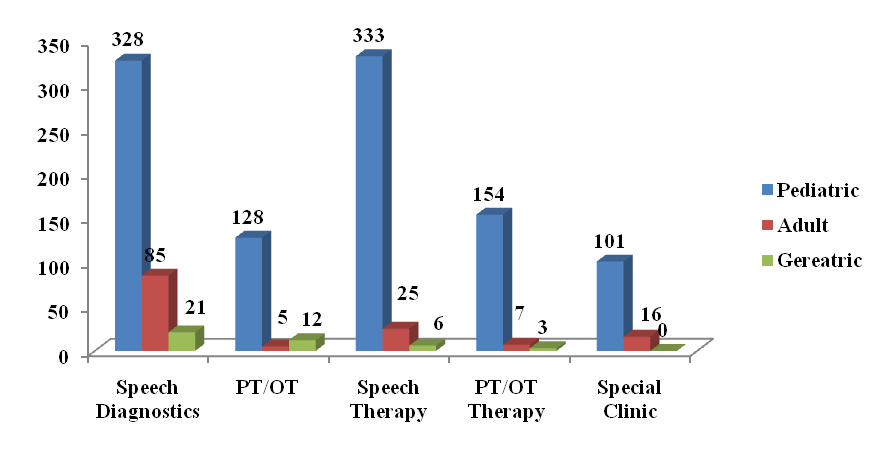 350
300
250
200
150
100
50
0
328
85
21
128
5
12
333
25
6
154
7
3
101
16
0
Speech
Diagnostics
PT/OT
Speech
Therapy
PT/OT
Therapy
Special
Clinic
Pediatric
Adult
Gereatric